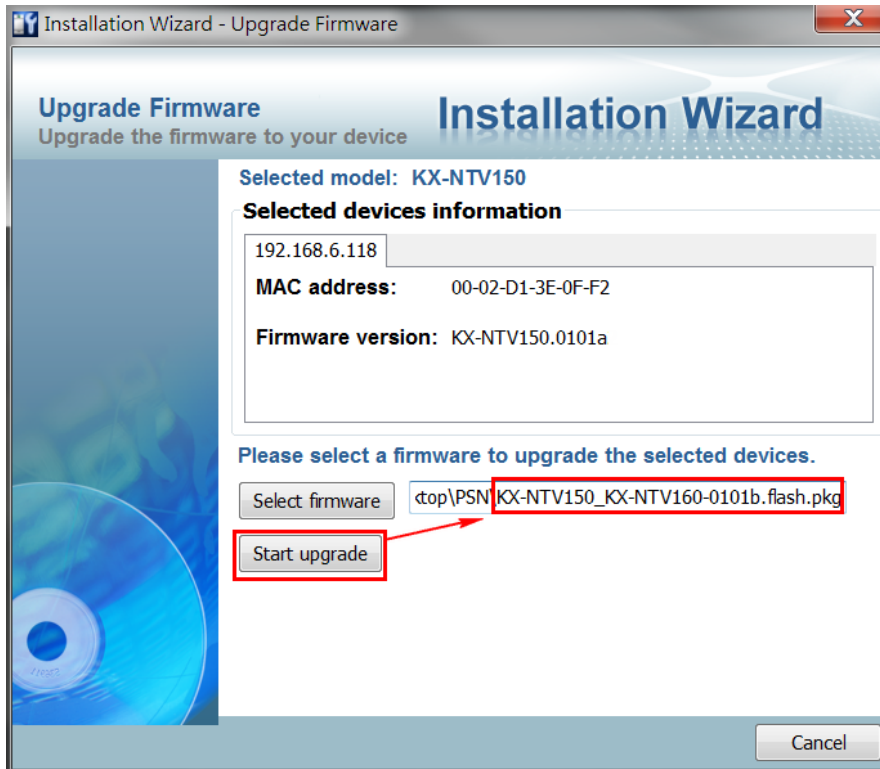 Installation Wizard - Upgrade Firmware
Upgrade Firmware
Upgrade the firmware to your device
Installation Wizard
Selected model: KX-NTV150
Selected devices information
192.168.6.118
MAC address: 00-02-D1-3E-0F-F2
Firmware version: KX-NTV150.0101a
Please select a firmware to upgrade the selected devices.
Select firmware
top\PSN\KX-NTV150_KX-NTV160-0101b.flash.pkg
Start upgrade
Cancel